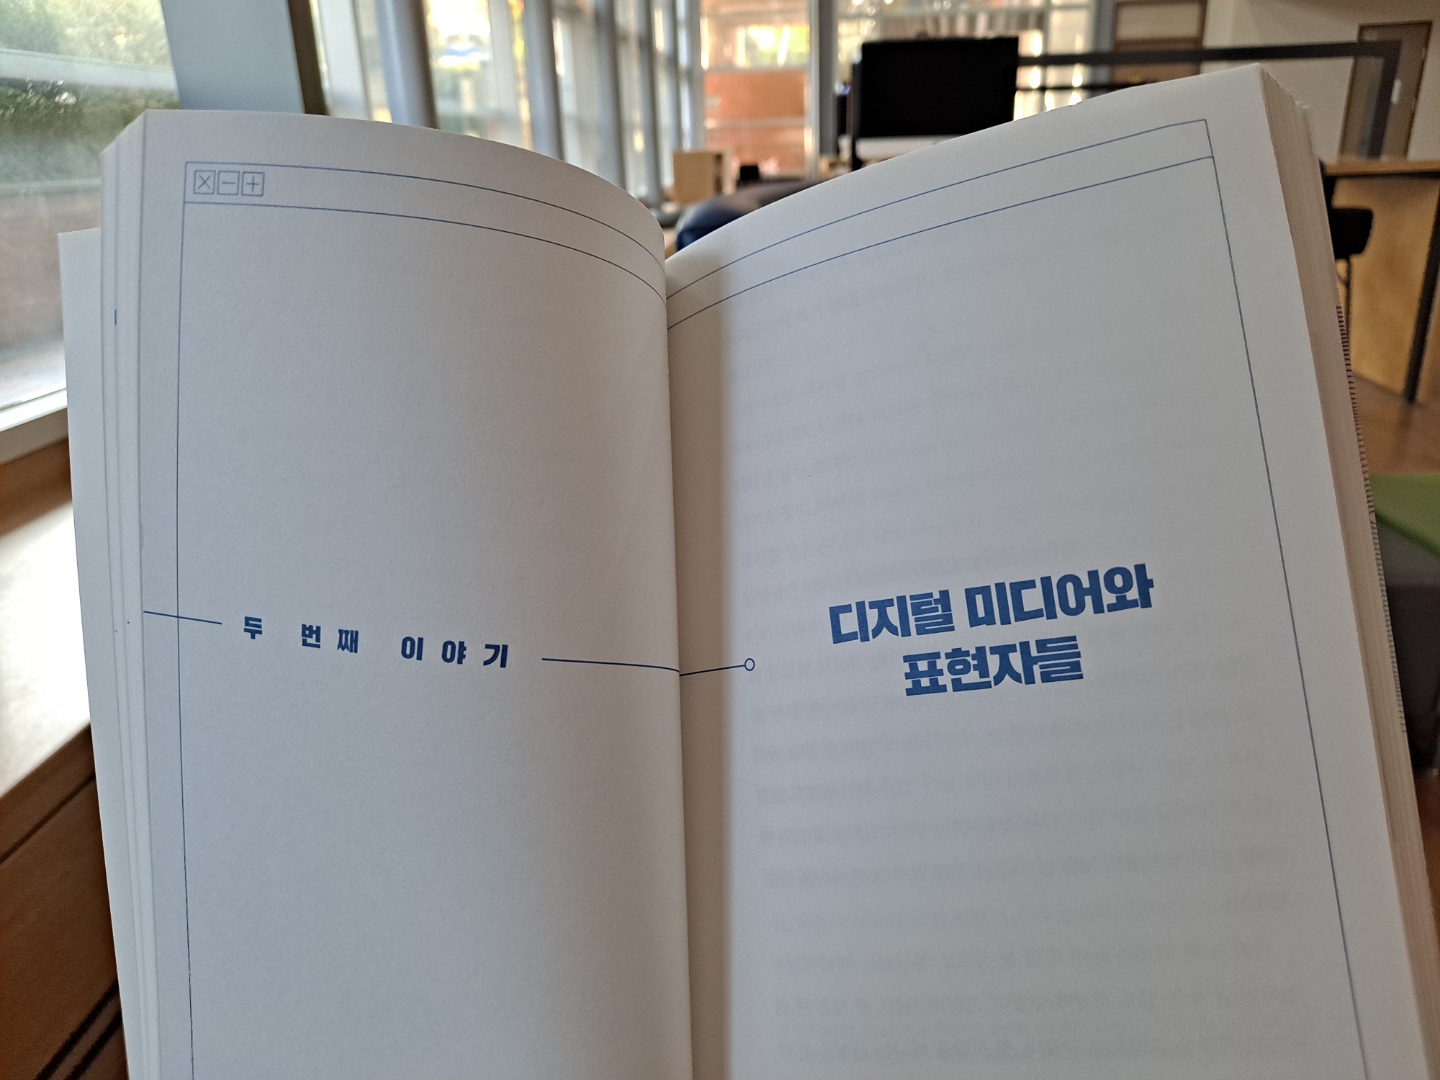 두 번째 이야기
디지털 미디어와
표현자들